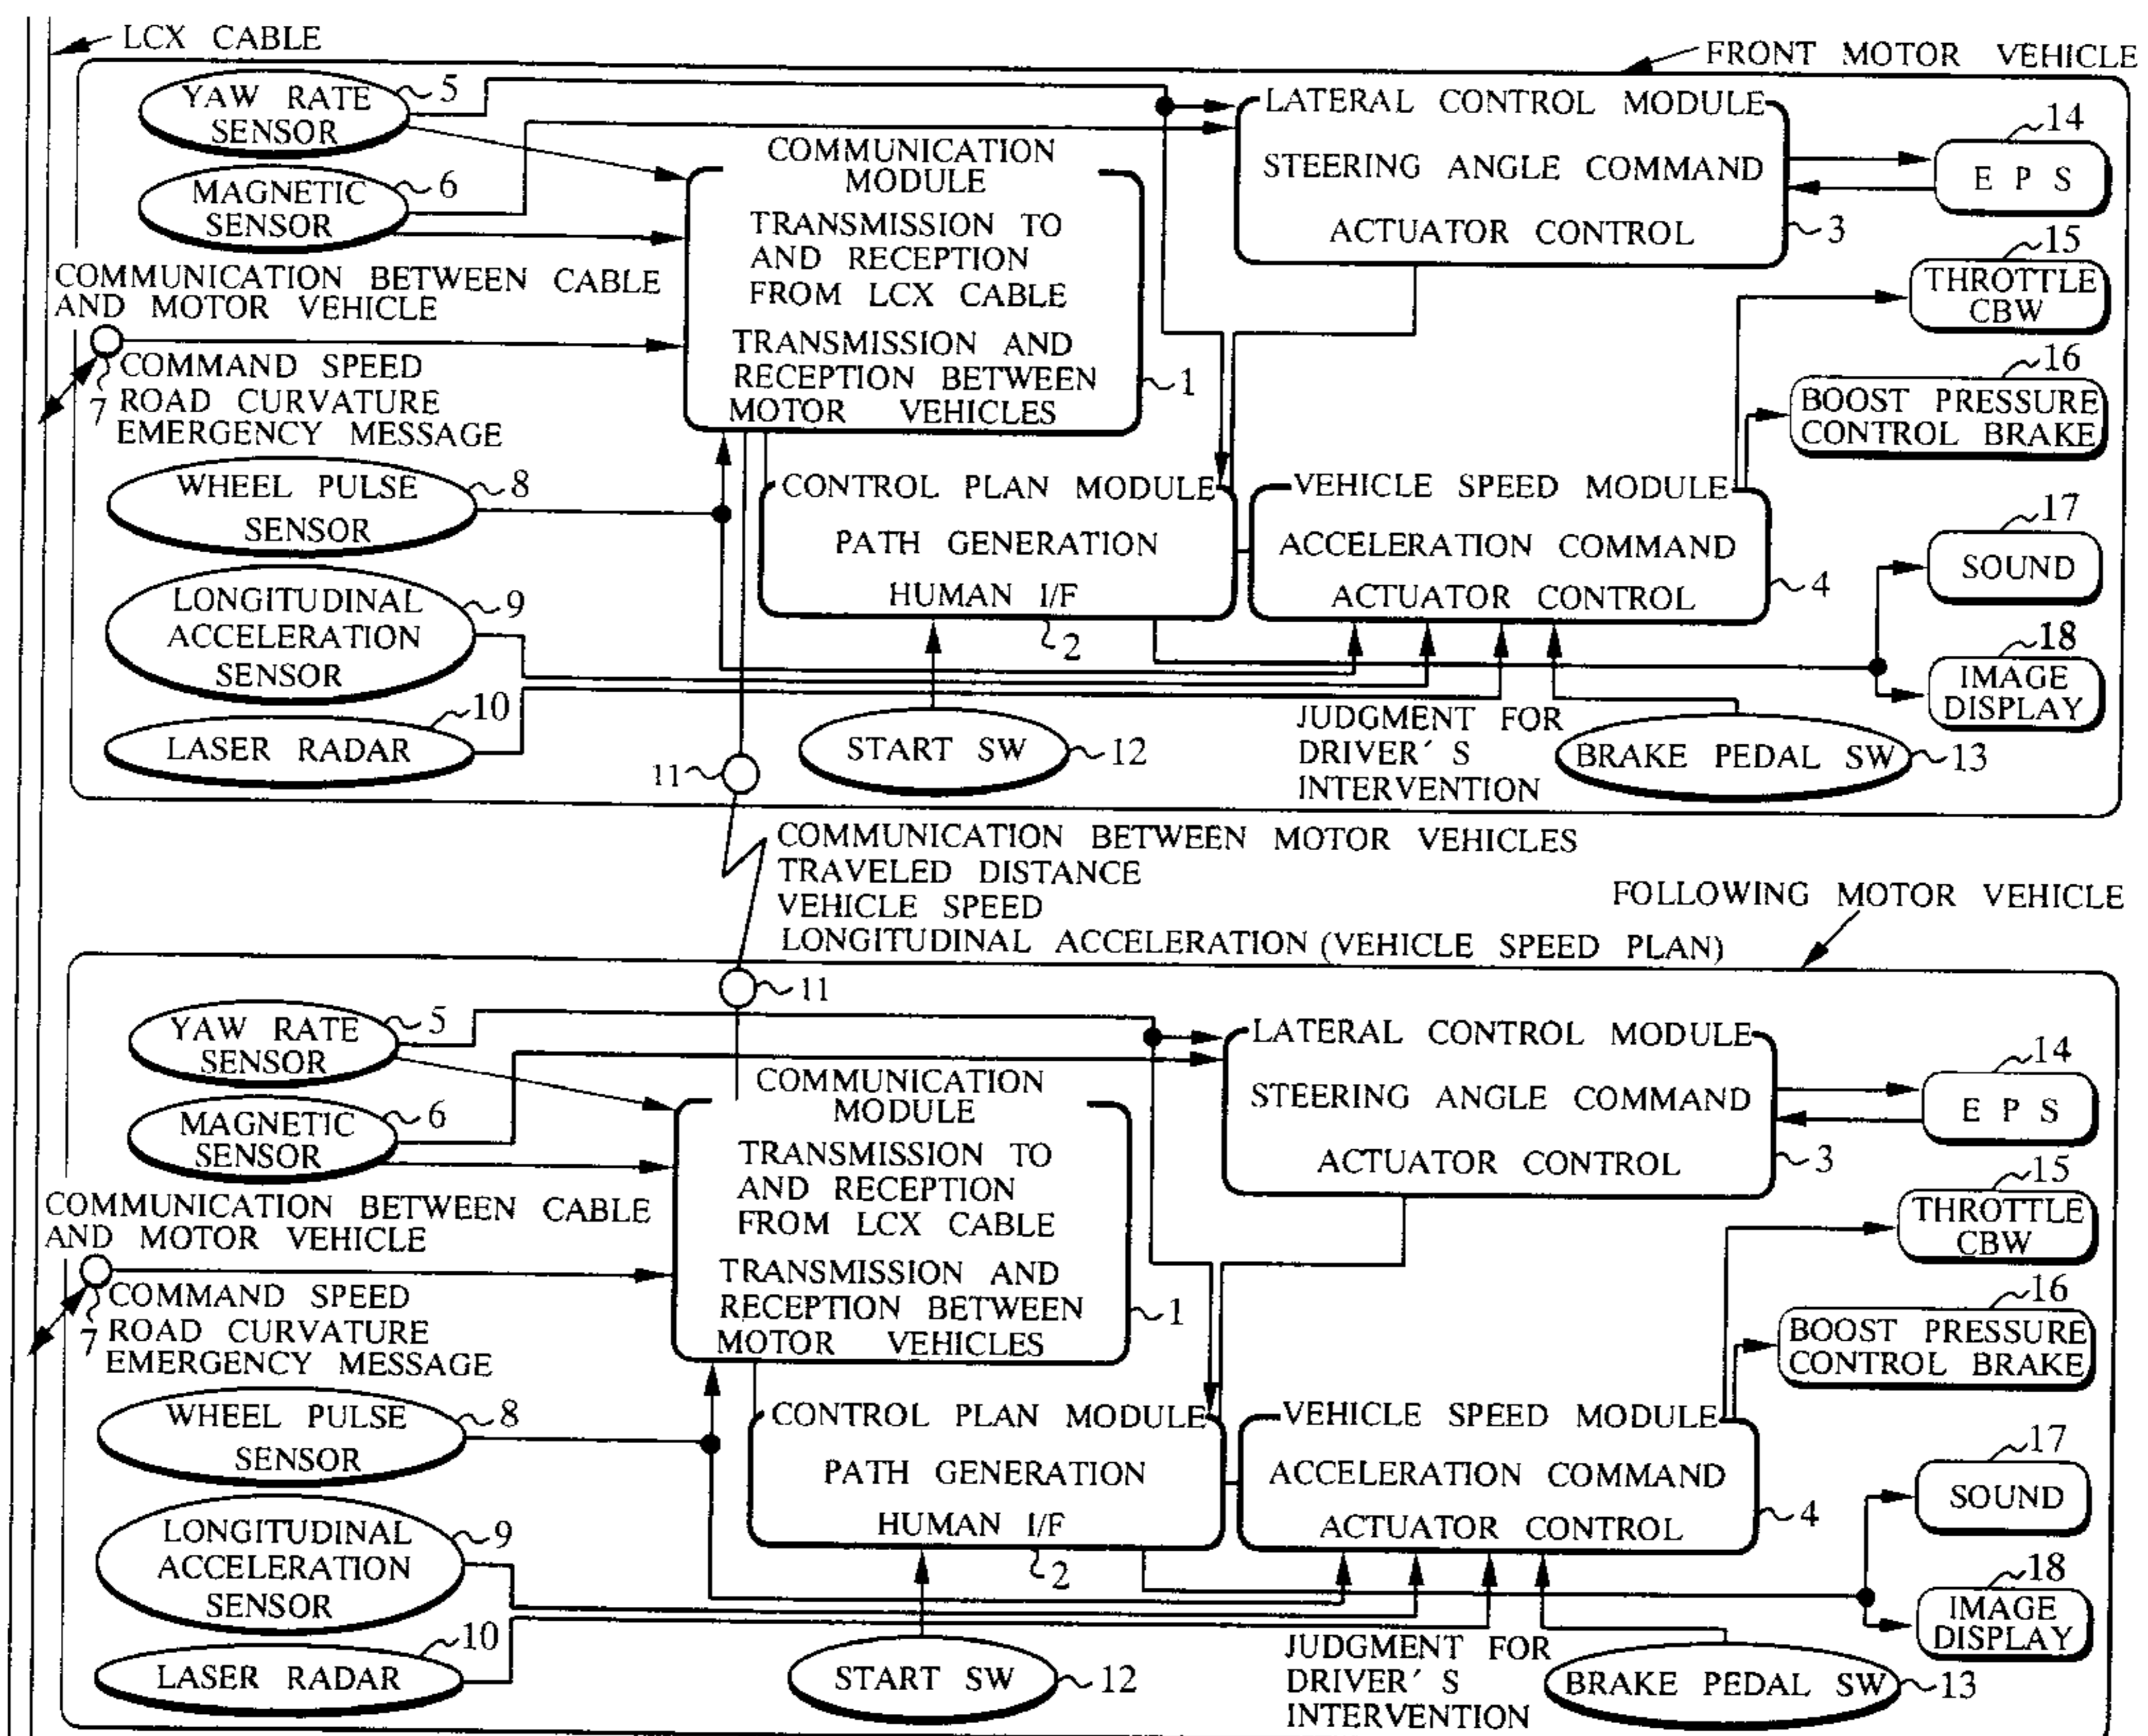 LCX CABLE
FRONT MOTOR VEHICLE
YAW RATE
SENSOR
5
MAGNETIC
SENSOR
6
COMMUNICATION BETWEEN CABLE
AND MOTOR VEHICLE
7
COMMAND SPEED
ROAD CURVATURE
EMERGENCY MESSAGE
WHEEL PULSE
SENSOR
8
LONGITUDINAL
ACCELERATION
SENSOR
9
LASER RADAR
10
COMMUNICATION
MODULE
TRANSMISSION TO
AND RECEPTION
FROM LCX CABLE
TRANSMISSION AND
RECEPTION BETWEEN
MOTOR VEHICLES
1
CONTROL PLAN MODULE
PATH GENERATION
HUMAN I/F
2
LATERAL CONTROL MODULE
STEERING ANGLE COMMAND
ACTUATOR CONTROL
3
VEHICLE SPEED MODULE
ACCELERATION COMMAND
ACTUATOR CONTROL
4
14
E P S
15
THROTTLE
CBW
16
BOOST PRESSURE
CONTROL BRAKE
17
SOUND
18
IMAGE
DISPLAY
11
START SW
12
JUDGMENT FOR
DRIVER'S
INTERVENTION
BRAKE PEDAL SW
13
COMMUNICATION BETWEEN MOTOR VEHICLES
TRAVELED DISTANCE
VEHICLE SPEED
LONGITUDINAL ACCELERATION (VEHICLE SPEED PLAN)
FOLLOWING MOTOR VEHICLE
11
YAW RATE
SENSOR
5
MAGNETIC
SENSOR
6
COMMUNICATION BETWEEN CABLE
AND MOTOR VEHICLE
7
COMMAND SPEED
ROAD CURVATURE
EMERGENCY MESSAGE
WHEEL PULSE
SENSOR
8
LONGITUDINAL
ACCELERATION
SENSOR
9
LASER RADAR
10
COMMUNICATION
MODULE
TRANSMISSION TO
AND RECEPTION
FROM LCX CABLE
TRANSMISSION AND
RECEPTION BETWEEN
MOTOR VEHICLES
1
CONTROL PLAN MODULE
PATH GENERATION
HUMAN I/F
2
LATERAL CONTROL MODULE
STEERING ANGLE COMMAND
ACTUATOR CONTROL
3
VEHICLE SPEED MODULE
ACCELERATION COMMAND
ACTUATOR CONTROL
4
14
E P S
15
THROTTLE
CBW
16
BOOST PRESSURE
CONTROL BRAKE
17
SOUND
18
IMAGE
DISPLAY
START SW
12
JUDGMENT FOR
DRIVER'S
INTERVENTION
BRAKE PEDAL SW
13